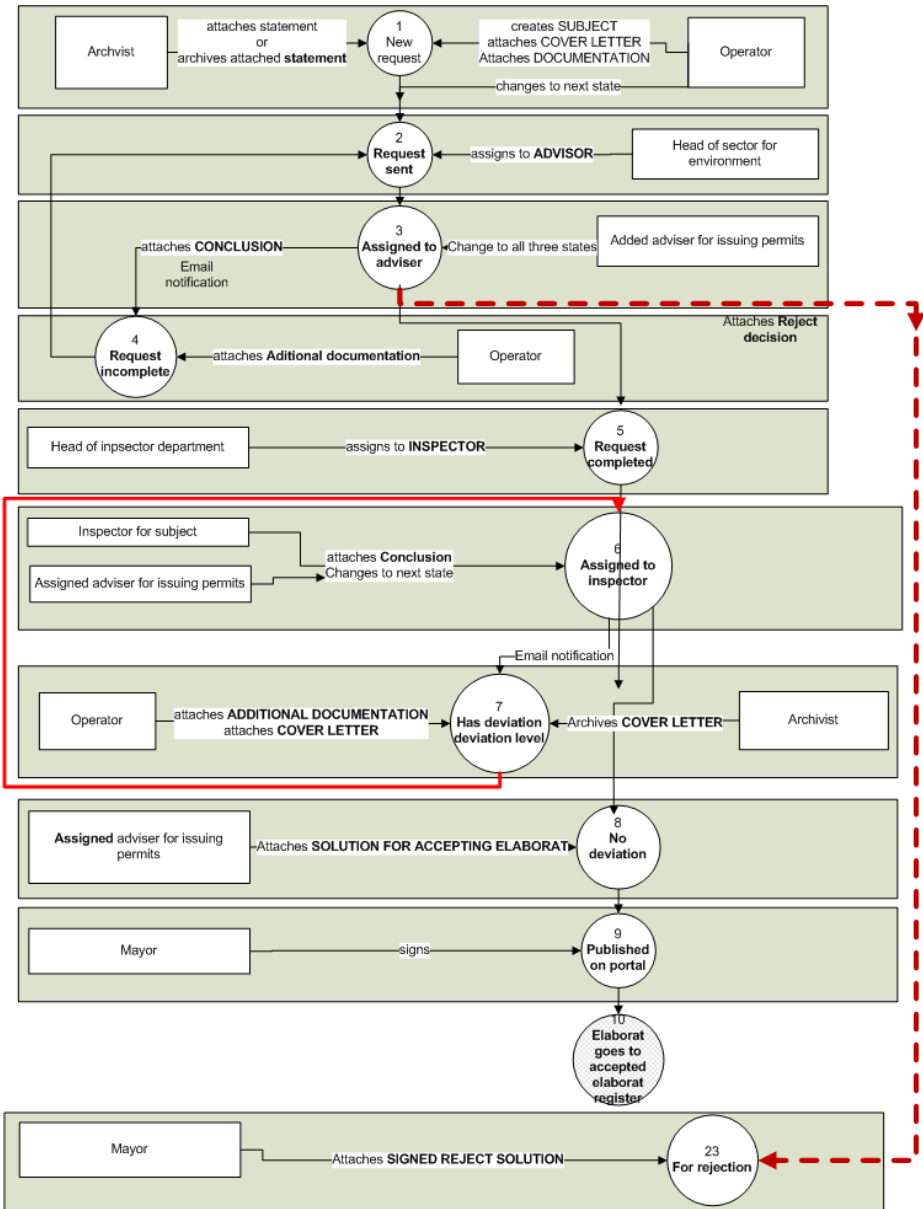 Archvist
attaches statement
or
archives attached statement
1
New
request
creates SUBJECT
attaches COVER LETTER
Attaches DOCUMENTATION
Operator
changes to next state
2
Request
sent
assigns to ADVISOR
Head of sector for
environment
3
Assigned to
adviser
attaches CONCLUSION
Email
notification
Change to all three states
Added adviser for issuing permits
Attaches Reject
decision
4
Request
incomplete
attaches Aditional documentation
Operator
Head of inpsector department
assigns to INSPECTOR
5
Request
completed
Inspector for subject
Assigned adviser for issuing permits
attaches Conclusion
Changes to next state
6
Assigned to
inspector
Email notification
Operator
attaches ADDITIONAL DOCUMENTATION
attaches COVER LETTER
7
Has deviation
deviation level
Archives COVER LETTER
Archivist
Assigned adviser for issuing
permits
Attaches SOLUTION FOR ACCEPTING ELABORAT
8
No
deviation
Mayor
signs
9
Published
on portal
10
Elaborat
goes to
accepted
elaborat
register
Mayor
Attaches SIGNED REJECT SOLUTION
23
For rejection